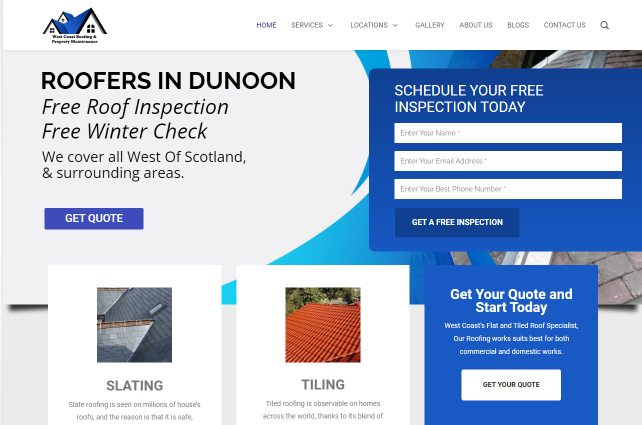 West Coast Roofing &
Property Maintenance
HOME SERVICES LOCATIONS GALLERY ABOUT US BLOGS CONTACT US
ROOFERS IN DUNOON
Free Roof Inspection
Free Winter Check
We cover all West Of Scotland,
& surrounding areas.
GET QUOTE
SCHEDULE YOUR FREE
INSPECTION TODAY
Enter Your Name *
Enter Your Email Address *
Enter Your Best Phone Number *
GET A FREE INSPECTION
SLATING
Slate roofing is seen on millions of house's
roofs, and the reason is that it is safe,
TILING
Tiled roofing is observable on homes
across the world, thanks to its blend of
Get Your Quote and
Start Today
West Coast's Flat and Tiled Roof Specialist,
Our Roofing works suits best for both
commercial and domestic works.
GET YOUR QUOTE